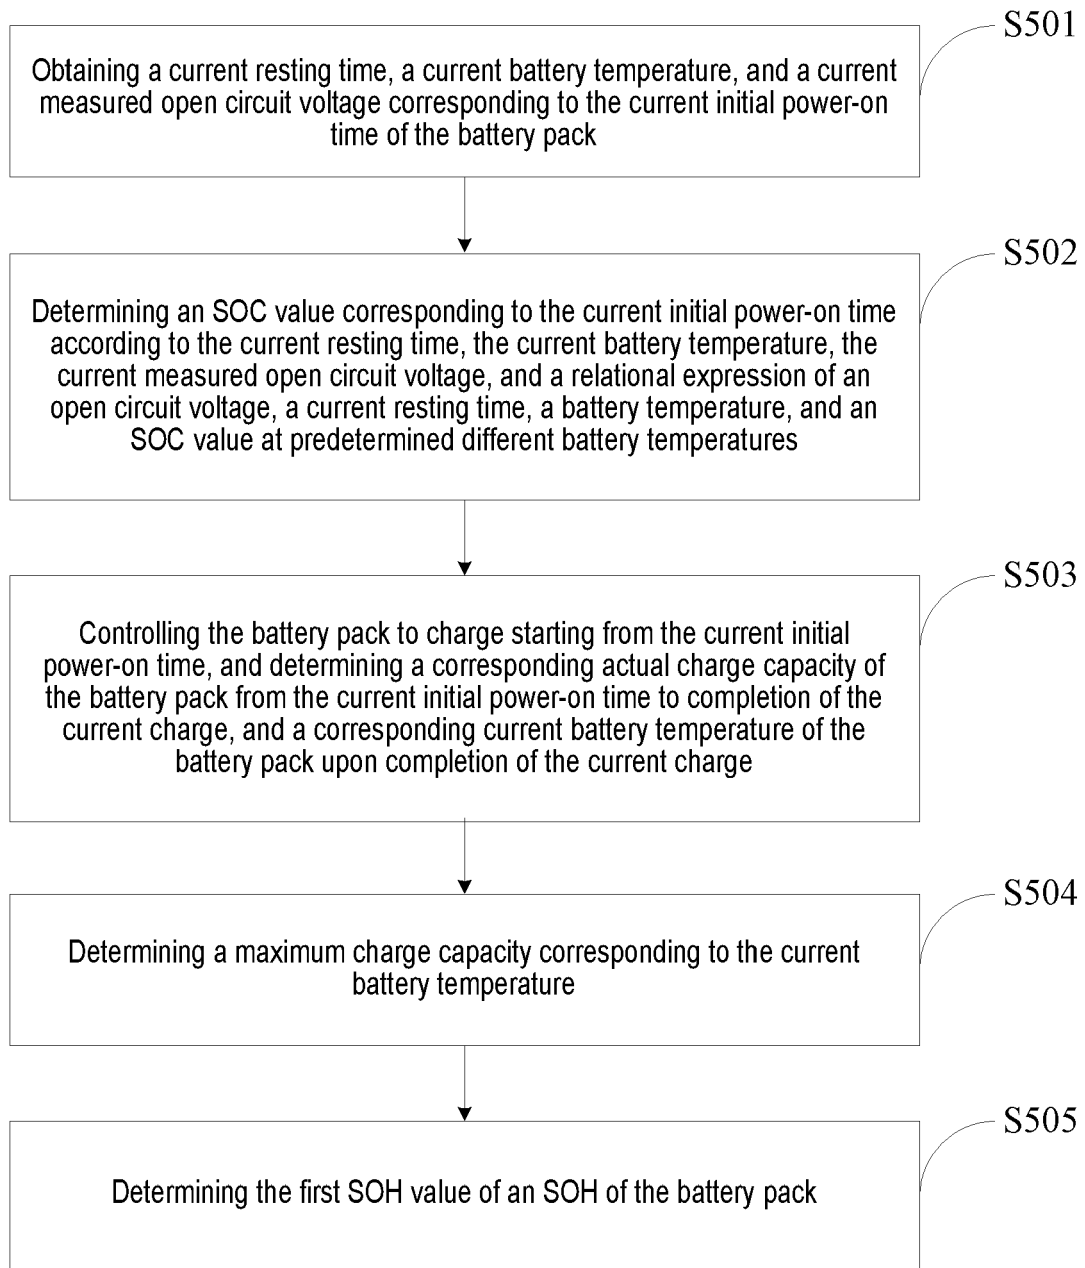 S501
Obtaining a current resting time, a current battery temperature, and a current
measured open circuit voltage corresponding to the current initial power-on
time of the battery pack
S502
Determining an SOC value corresponding to the current initial power-on time
according to the current resting time, the current battery temperature, the
current measured open circuit voltage, and a relational expression of an
open circuit voltage, a current resting time, a battery temperature, and an
SOC value at predetermined different battery temperatures
S503
Controlling the battery pack to charge starting from the current initial
power-on time, and determining a corresponding actual charge capacity of
the battery pack from the current initial power-on time to completion of the
current charge, and a corresponding current battery temperature of the
battery pack upon completion of the current charge
S504
Determining a maximum charge capacity corresponding to the current
battery temperature
S505
Determining the first SOH value of an SOH of the battery pack